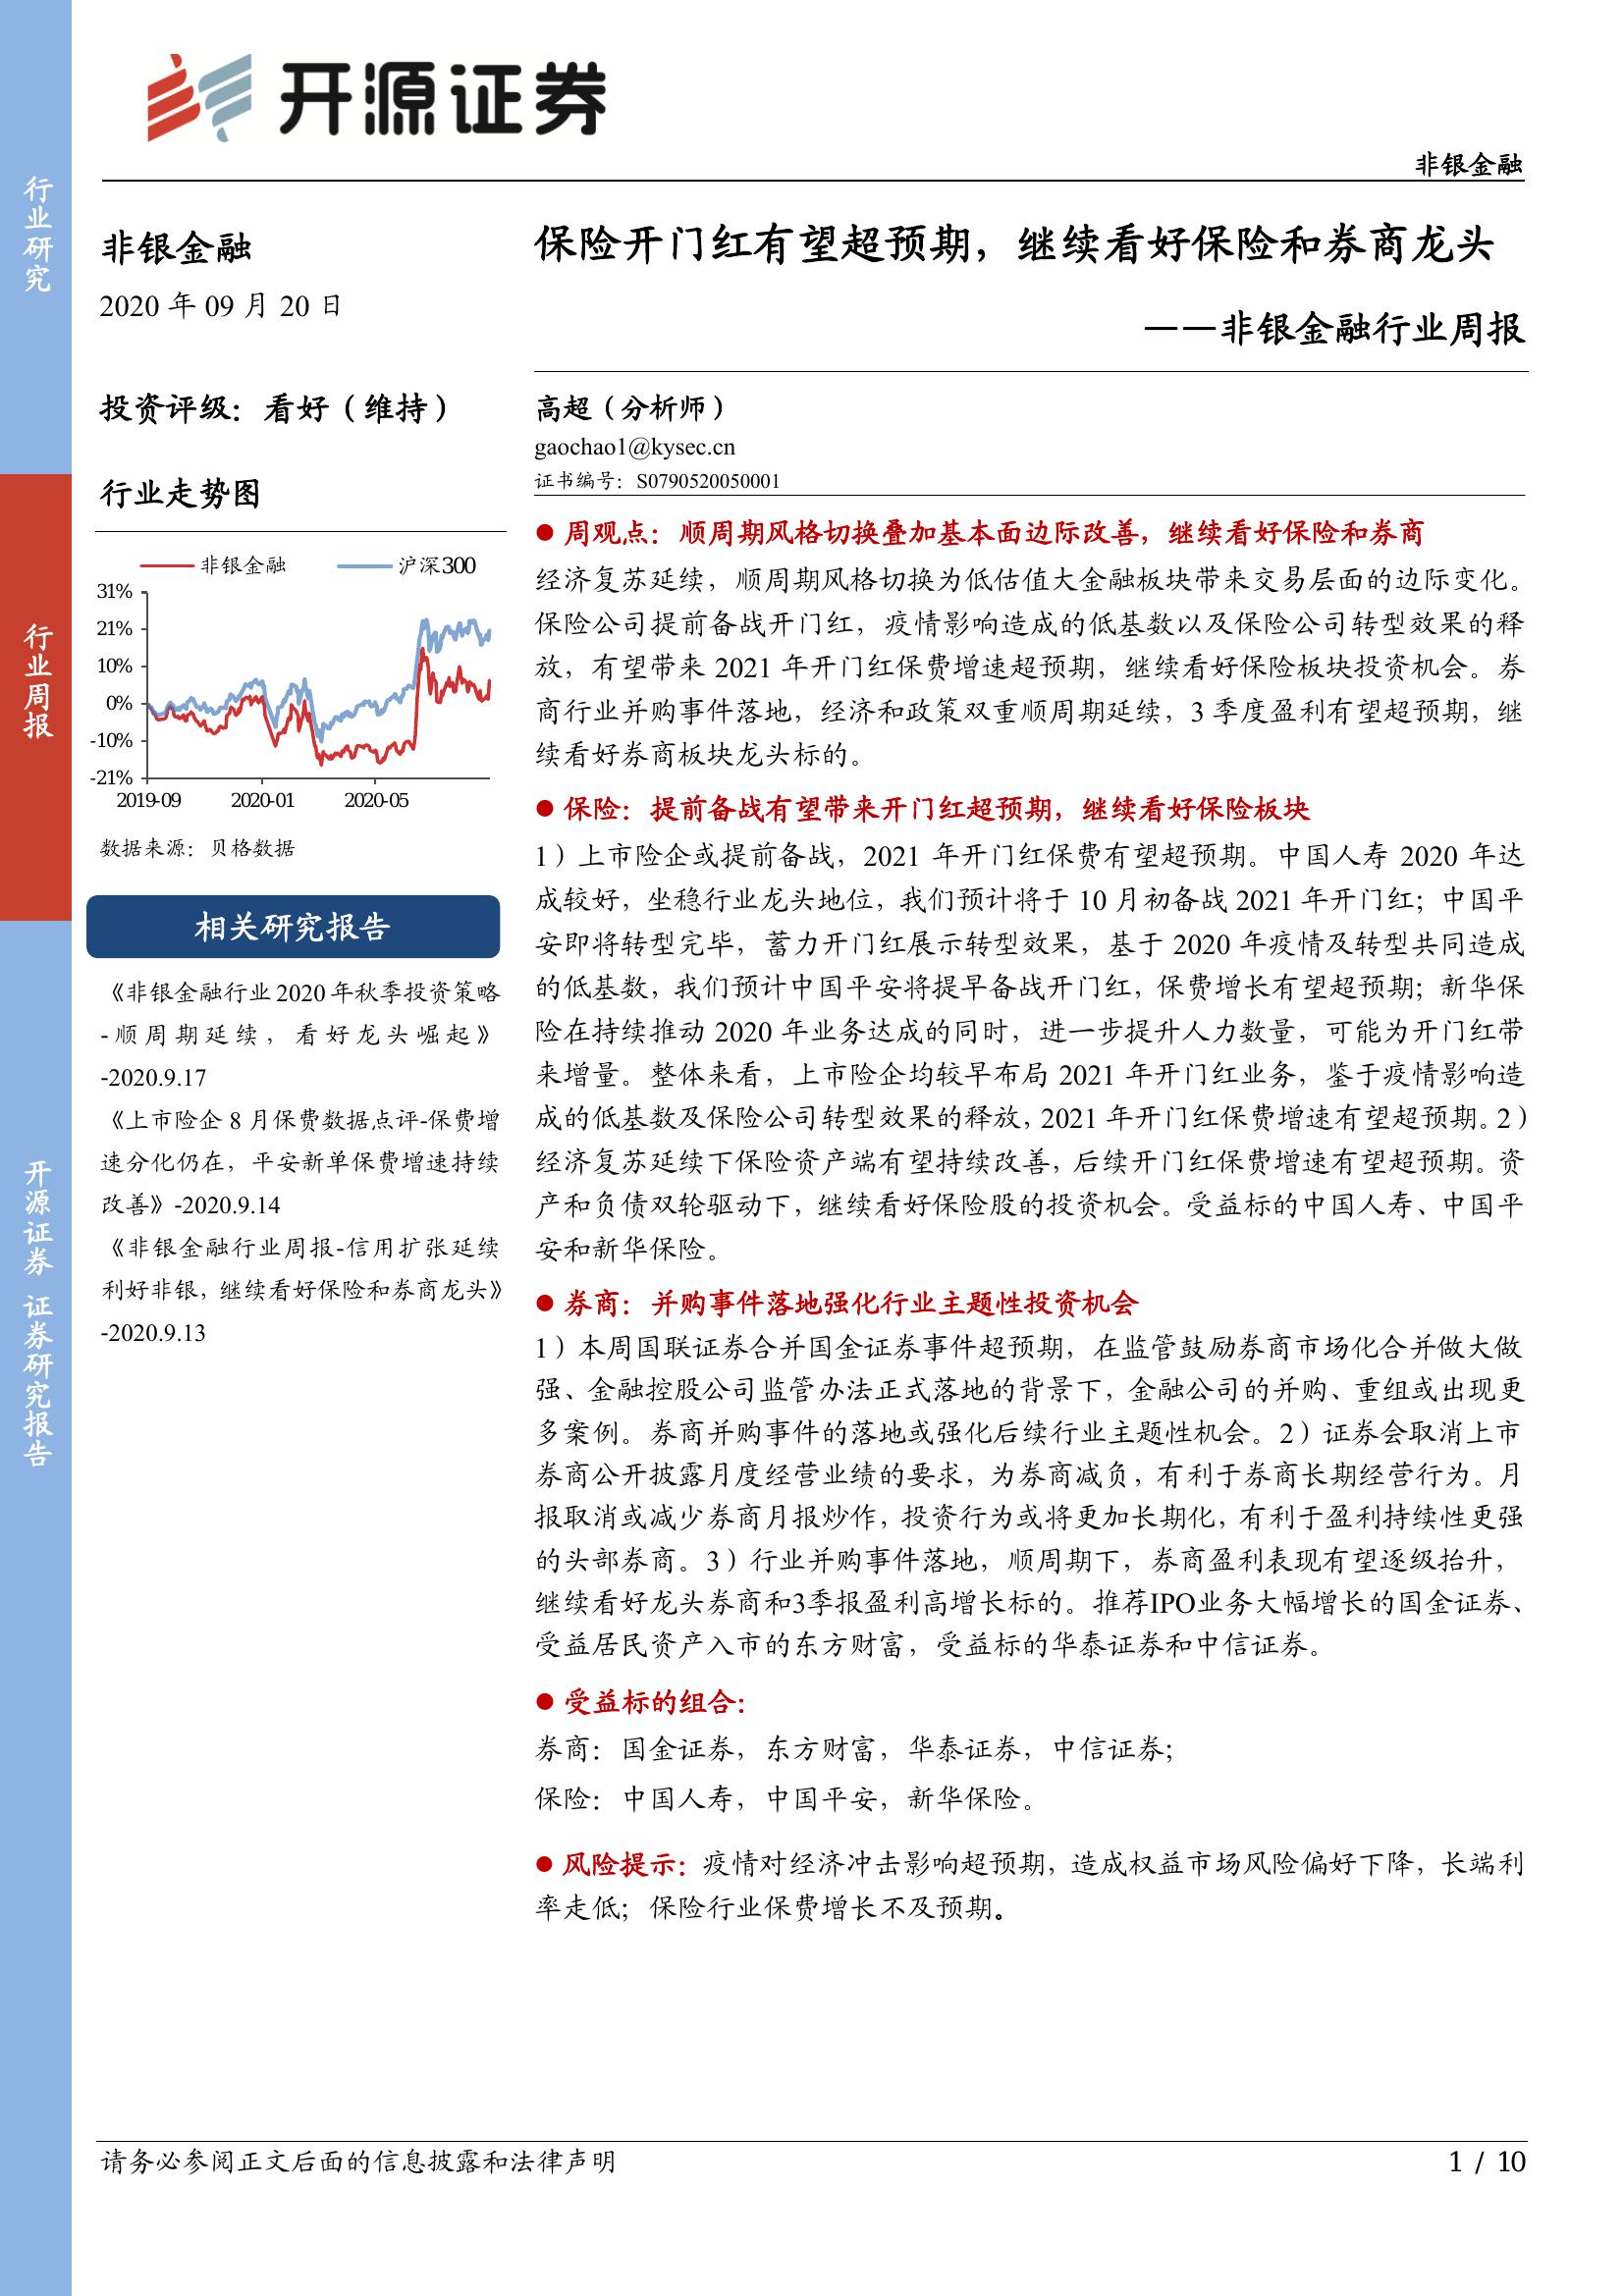 开源证券
非银金融
行业研究
行业周报
开源证券 证券研究报告
非银金融
2020 年 09 月 20 日
投资评级：看好（维持）
行业走势图
非银金融 沪深300
31%
21%
10%
0%
-10%
-21%
2019-09 2020-01 2020-05
数据来源：贝格数据
相关研究报告
《非银金融行业 2020 年秋季投资策略
-顺周期延续，看好龙头崛起》
-2020.9.17
《上市险企 8 月保费数据点评-保费增
速分化仍在，平安新单保费增速持续
改善》-2020.9.14
《非银金融行业周报-信用扩张延续
利好非银，继续看好保险和券商龙头》
-2020.9.13
保险开门红有望超预期，继续看好保险和券商龙头
——非银金融行业周报
高超（分析师）
gaochao1@kysec.cn
证书编号：S0790520050001
● 周观点：顺周期风格切换叠加基本面边际改善，继续看好保险和券商
经济复苏延续，顺周期风格切换为低估值大金融板块带来交易层面的边际变化。
保险公司提前备战开门红，疫情影响造成的低基数以及保险公司转型效果的释
放，有望带来 2021 年开门红保费增速超预期，继续看好保险板块投资机会。券
商行业并购事件落地，经济和政策双重顺周期延续，3 季度盈利有望超预期，继
续看好券商板块龙头标的。
● 保险：提前备战有望带来开门红超预期，继续看好保险板块
1）上市险企或提前备战，2021 年开门红保费有望超预期。中国人寿 2020 年达
成较好，坐稳行业龙头地位，我们预计将于 10 月初备战 2021 年开门红；中国平
安即将转型完毕，蓄力开门红展示转型效果，基于 2020 年疫情及转型共同造成
的低基数，我们预计中国平安将提早备战开门红，保费增长有望超预期；新华保
险在持续推动 2020 年业务达成的同时，进一步提升人力数量，可能为开门红带
来增量。整体来看，上市险企均较早布局 2021 年开门红业务，鉴于疫情影响造
成的低基数及保险公司转型效果的释放，2021 年开门红保费增速有望超预期。2）
经济复苏延续下保险资产端有望持续改善，后续开门红保费增速有望超预期。资
产和负债双轮驱动下，继续看好保险股的投资机会。受益标的中国人寿、中国平
安和新华保险。
● 券商：并购事件落地强化行业主题性投资机会
1）本周国联证券合并国金证券事件超预期，在监管鼓励券商市场化合并做大做
强、金融控股公司监管办法正式落地的背景下，金融公司的并购、重组或出现更
多案例。券商并购事件的落地或强化后续行业主题性机会。2）证券会取消上市
券商公开披露月度经营业绩的要求，为券商减负，有利于券商长期经营行为。月
报取消或减少券商月报炒作，投资行为或将更加长期化，有利于盈利持续性更强
的头部券商。3）行业并购事件落地，顺周期下，券商盈利表现有望逐级抬升，
继续看好龙头券商和3季报盈利高增长标的。推荐IPO业务大幅增长的国金证券、
受益居民资产入市的东方财富，受益标的华泰证券和中信证券。
● 受益标的组合：
券商：国金证券，东方财富，华泰证券，中信证券；
保险：中国人寿，中国平安，新华保险。
● 风险提示：疫情对经济冲击影响超预期，造成权益市场风险偏好下降，长端利
率走低；保险行业保费增长不及预期。
请务必参阅正文后面的信息披露和法律声明
1 / 10